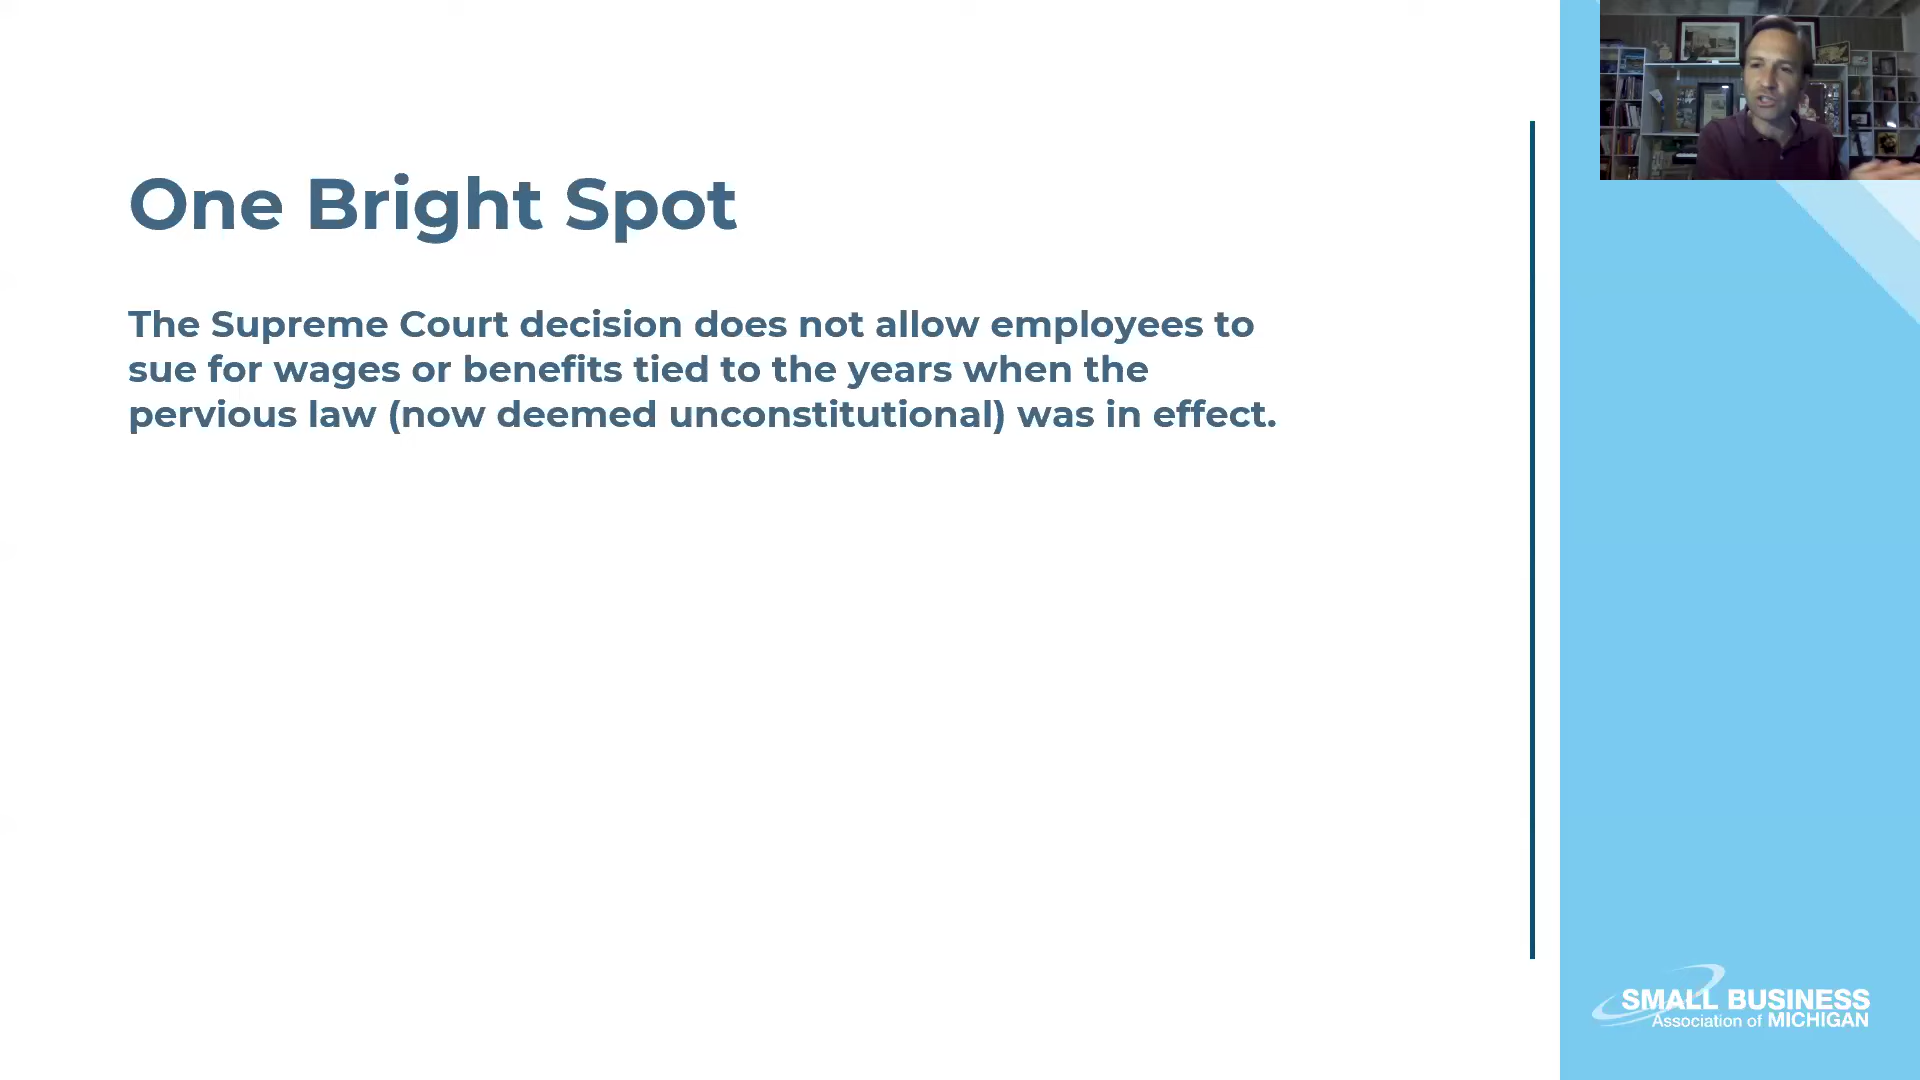 One Bright Spot
The Supreme Court decision does not allow employees to
sue for wages or benefits tied to the years when the
pervious law (now deemed unconstitutional) was in effect.
SMALL BUSINESS
Association of MICHIGAN